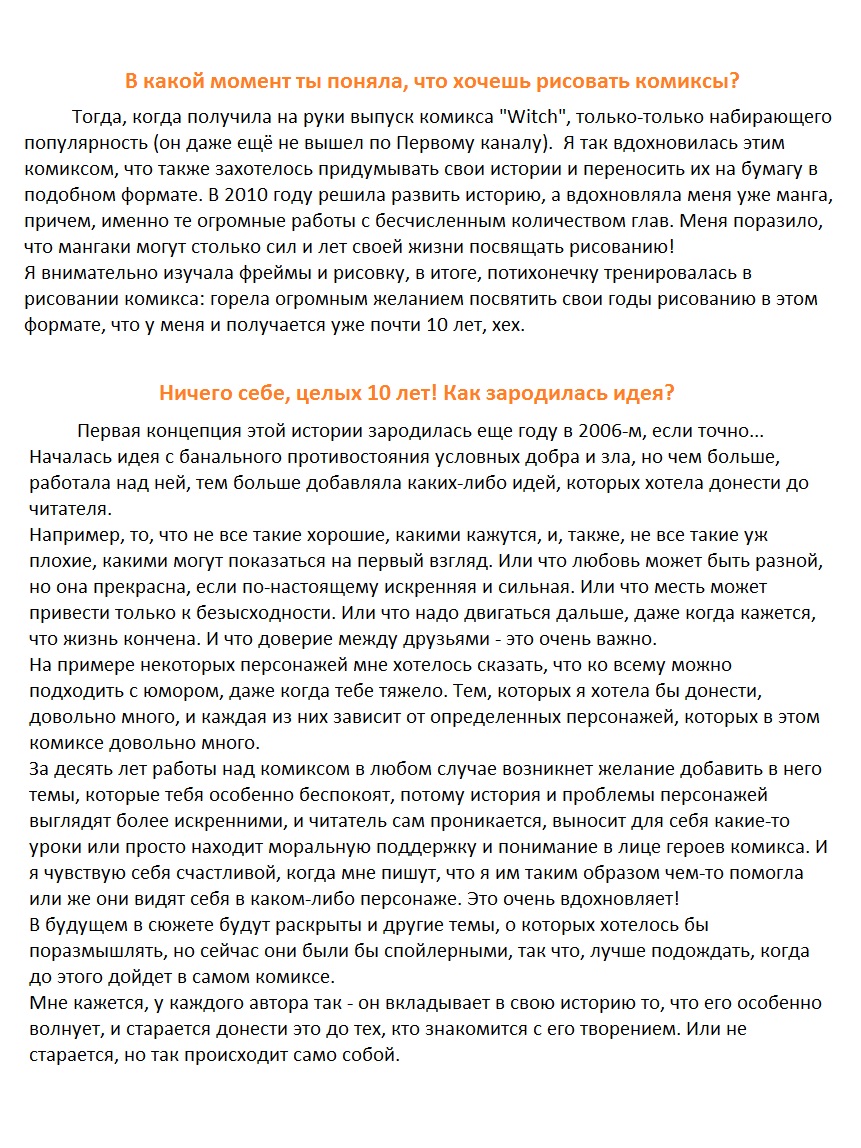 В какой момент ты поняла, что хочешь рисовать комиксы?
Тогда, когда получила на руки выпуск комикса "Witch", только-только набирающего
популярность (он даже ещё не вышел по Первому каналу).  Я так вдохновилась этим
комиксом, что также захотелось придумывать свои истории и переносить их на бумагу в
подобном формате. В 2010 году решила развить историю, а вдохновляла меня уже манга,
причем, именно те огромные работы с бесчисленным количеством глав. Меня поразило,
что мангаки могут столько сил и лет своей жизни посвящать рисованию!
Я внимательно изучала фреймы и рисовку, в итоге, потихонечку тренировалась в
рисовании комикса: горела огромным желанием посвятить свои годы рисованию в этом
формате, что у меня и получается уже почти 10 лет, хех.
Ничего себе, целых 10 лет! Как зародилась идея?
Первая концепция этой истории зародилась еще году в 2006-м, если точно...
Началась идея с банального противостояния условных добра и зла, но чем больше,
работала над ней, тем больше добавляла каких-либо идей, которых хотела донести до
читателя.
Например, то, что не все такие хорошие, какими кажутся, и, также, не все такие уж
плохие, какими могут показаться на первый взгляд. Или что любовь может быть разной,
но она прекрасна, если по-настоящему искренняя и сильная. Или что месть может
привести только к безысходности. Или что надо двигаться дальше, даже когда кажется,
что жизнь кончена. И что доверие между друзьями - это очень важно.
На примере некоторых персонажей мне хотелось сказать, что ко всему можно
подходить с юмором, даже когда тебе тяжело. Тем, которых я хотела бы донести,
довольно много, и каждая из них зависит от определенных персонажей, которых в этом
комиксе довольно много.
За десять лет работы над комиксом в любом случае возникнет желание добавить в него
темы, которые тебя особенно беспокоят, потому история и проблемы персонажей
выглядят более искренними, и читатель сам проникается, выносит для себя какие-то
уроки или просто находит моральную поддержку и понимание в лице героев комикса. И
я чувствую себя счастливой, когда мне пишут, что я им таким образом чем-то помогла
или же они видят себя в каком-либо персонаже. Это очень вдохновляет!
В будущем в сюжете будут раскрыты и другие темы, о которых хотелось бы
поразмышлять, но сейчас они были бы спойлерными, так что, лучше подождать, когда
до этого дойдет в самом комиксе.
Мне кажется, у каждого автора так - он вкладывает в свою историю то, что его особенно
волнует, и старается донести это до тех, кто знакомится с его творением. Или не
старается, но так происходит само собой.